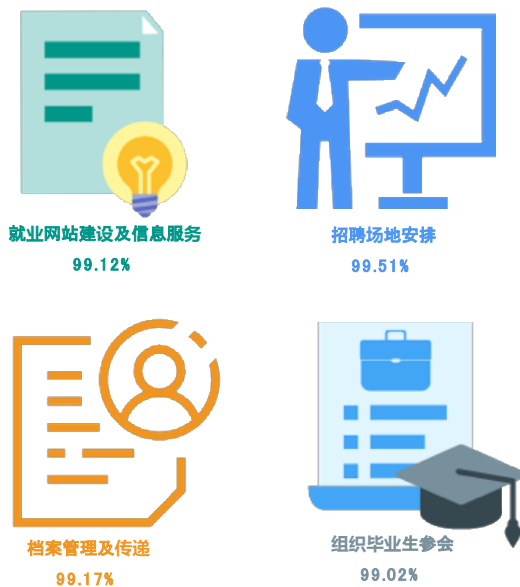 就业网站建设及信息服务
99.12%
招聘场地安排
99.51%
档案管理及传递
99.17%
组织毕业生参会
99.02%